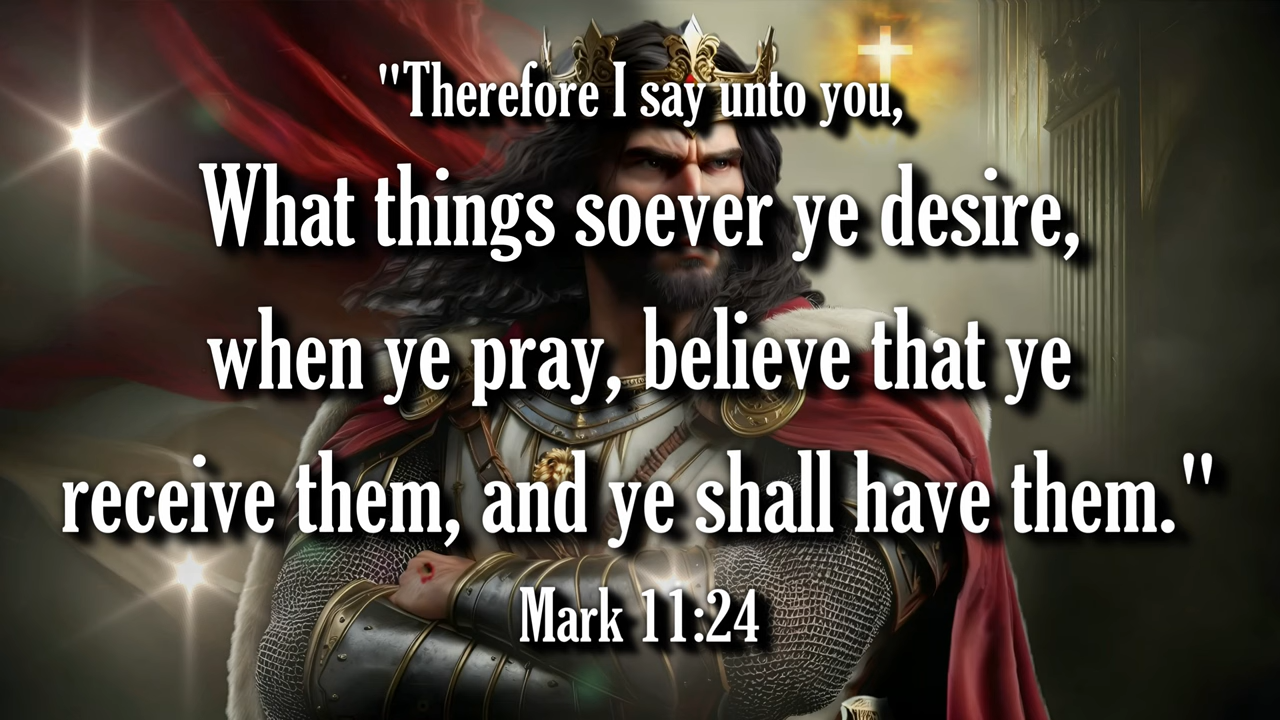 "Therefore I say unto you,
What things soever ye desire,
when ye pray, believe that ye
receive them, and ye shall have them."
Mark 11:24